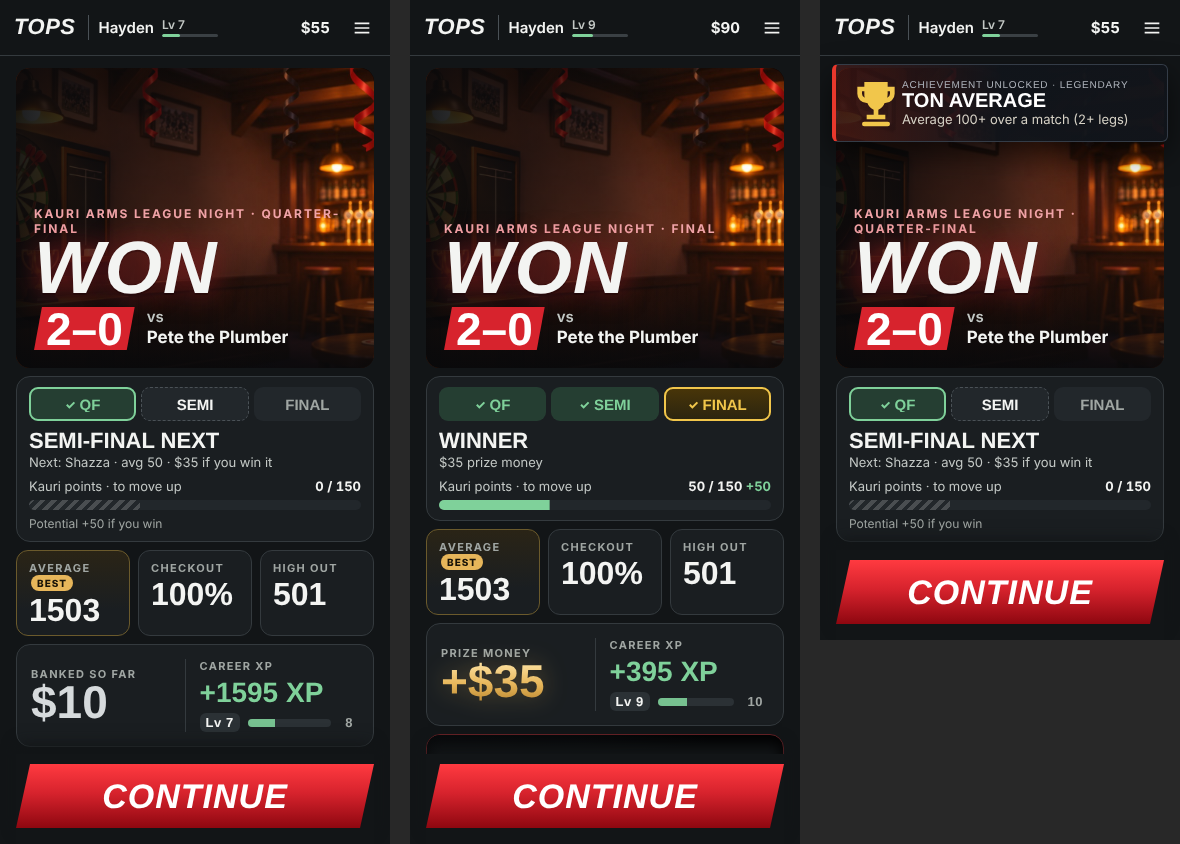 TOPS
Hayden Lv 7
$55
KAURI ARMS LEAGUE NIGHT · QUARTER-
FINAL
WON
2–0
vs
Pete the Plumber
✓ QF
SEMI
FINAL
SEMI-FINAL NEXT
Next: Shazza · avg 50 · $35 if you win it
Kauri points · to move up 0 / 150
Potential +50 if you win
AVERAGE
BEST
1503
CHECKOUT
100%
HIGH OUT
501
BANKED SO FAR
$10
CAREER XP
+1595 XP
Lv 7 8
CONTINUE
TOPS
Hayden Lv 9
$90
KAURI ARMS LEAGUE NIGHT · FINAL
WON
2–0
vs
Pete the Plumber
✓ QF
✓ SEMI
✓ FINAL
WINNER
$35 prize money
Kauri points · to move up 50 / 150 +50
AVERAGE
BEST
1503
CHECKOUT
100%
HIGH OUT
501
PRIZE MONEY
+$35
CAREER XP
+395 XP
Lv 9 10
CONTINUE
TOPS
Hayden Lv 7
$55
ACHIEVEMENT UNLOCKED · LEGENDARY
TON AVERAGE
Average 100+ over a match (2+ legs)
KAURI ARMS LEAGUE NIGHT ·
QUARTER-FINAL
WON
2–0
vs
Pete the Plumber
✓ QF
SEMI
FINAL
SEMI-FINAL NEXT
Next: Shazza · avg 50 · $35 if you win it
Kauri points · to move up 0 / 150
Potential +50 if you win
CONTINUE